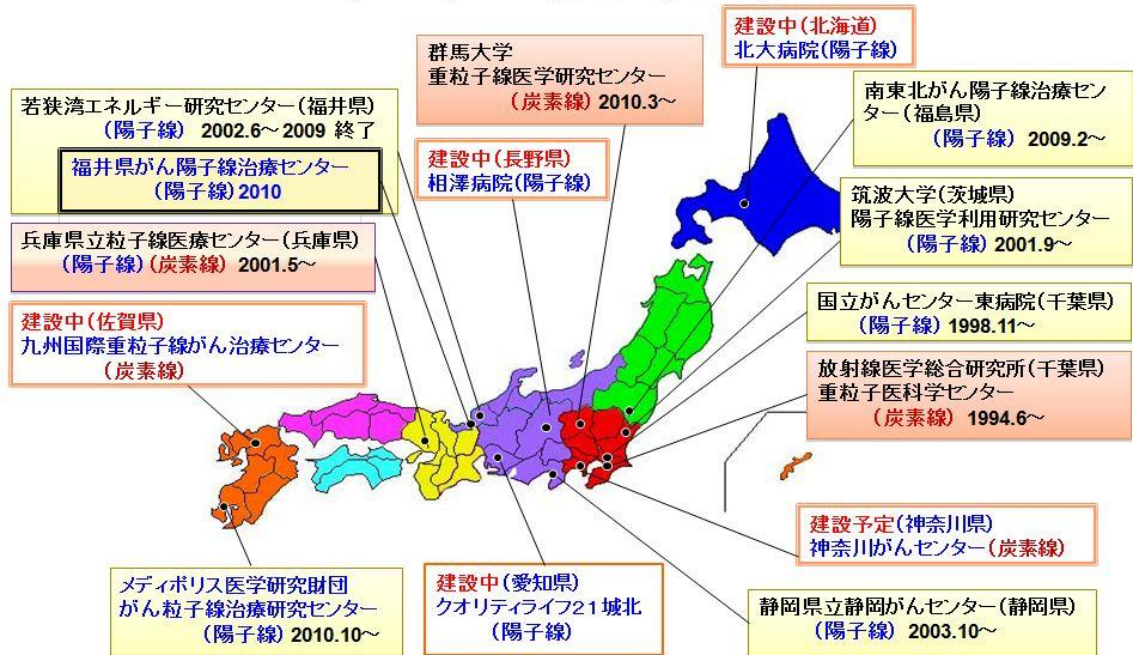 建設中(北海道)
北大病院(陽子線)
群馬大学
重粒子線医学研究センター
(炭素線) 2010.3～
南東北がん陽子線治療セン
ター(福島県)
(陽子線) 2009.2～
若狭湾エネルギー研究センター(福井県)
(陽子線) 2002.6～2009 終了
福井県がん陽子線治療センター
(陽子線)2010
建設中(長野県)
相澤病院(陽子線)
筑波大学(茨城県)
陽子線医学利用研究センター
(陽子線) 2001.9～
兵庫県立粒子線医療センター(兵庫県)
(陽子線)(炭素線) 2001.5～
国立がんセンター東病院(千葉県)
(陽子線) 1998.11～
建設中(佐賀県)
九州国際重粒子線がん治療センター
(炭素線)
放射線医学総合研究所(千葉県)
重粒子医科学センター
(炭素線) 1994.6～
建設予定(神奈川県)
神奈川がんセンター(炭素線)
メディポリス医学研究財団
がん粒子線治療研究センター
(陽子線) 2010.10～
建設中(愛知県)
クオリティライフ21城北
(陽子線)
静岡県立静岡がんセンター(静岡県)
(陽子線) 2003.10～